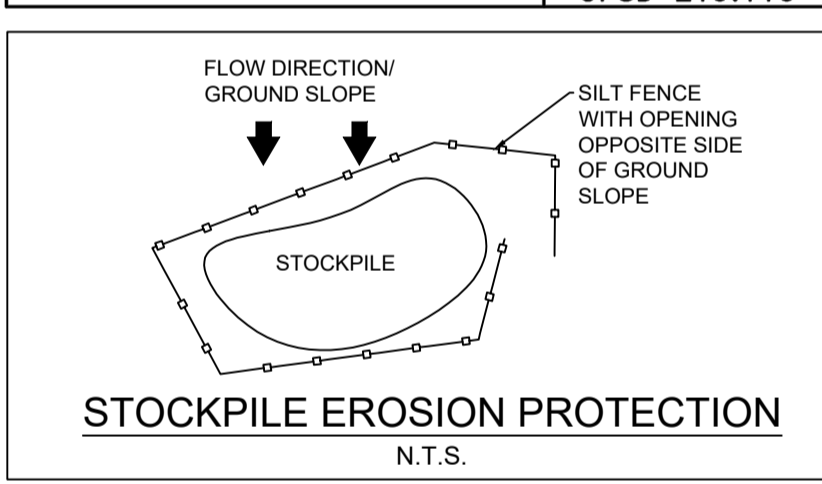 FLOW DIRECTION/
GROUND SLOPE
SILT FENCE
WITH OPENING
OPPOSITE SIDE
OF GROUND
SLOPE
STOCKPILE
STOCKPILE EROSION PROTECTION
N.T.S.